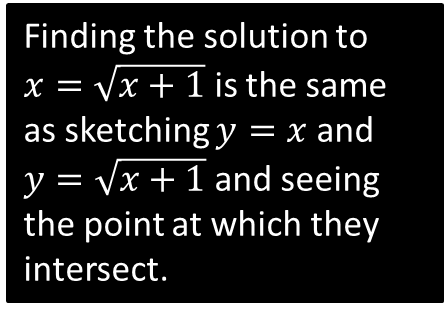 Finding the solution to
x = √x + 1 is the same
as sketching y = x and
y = √x + 1 and seeing
the point at which they
intersect.